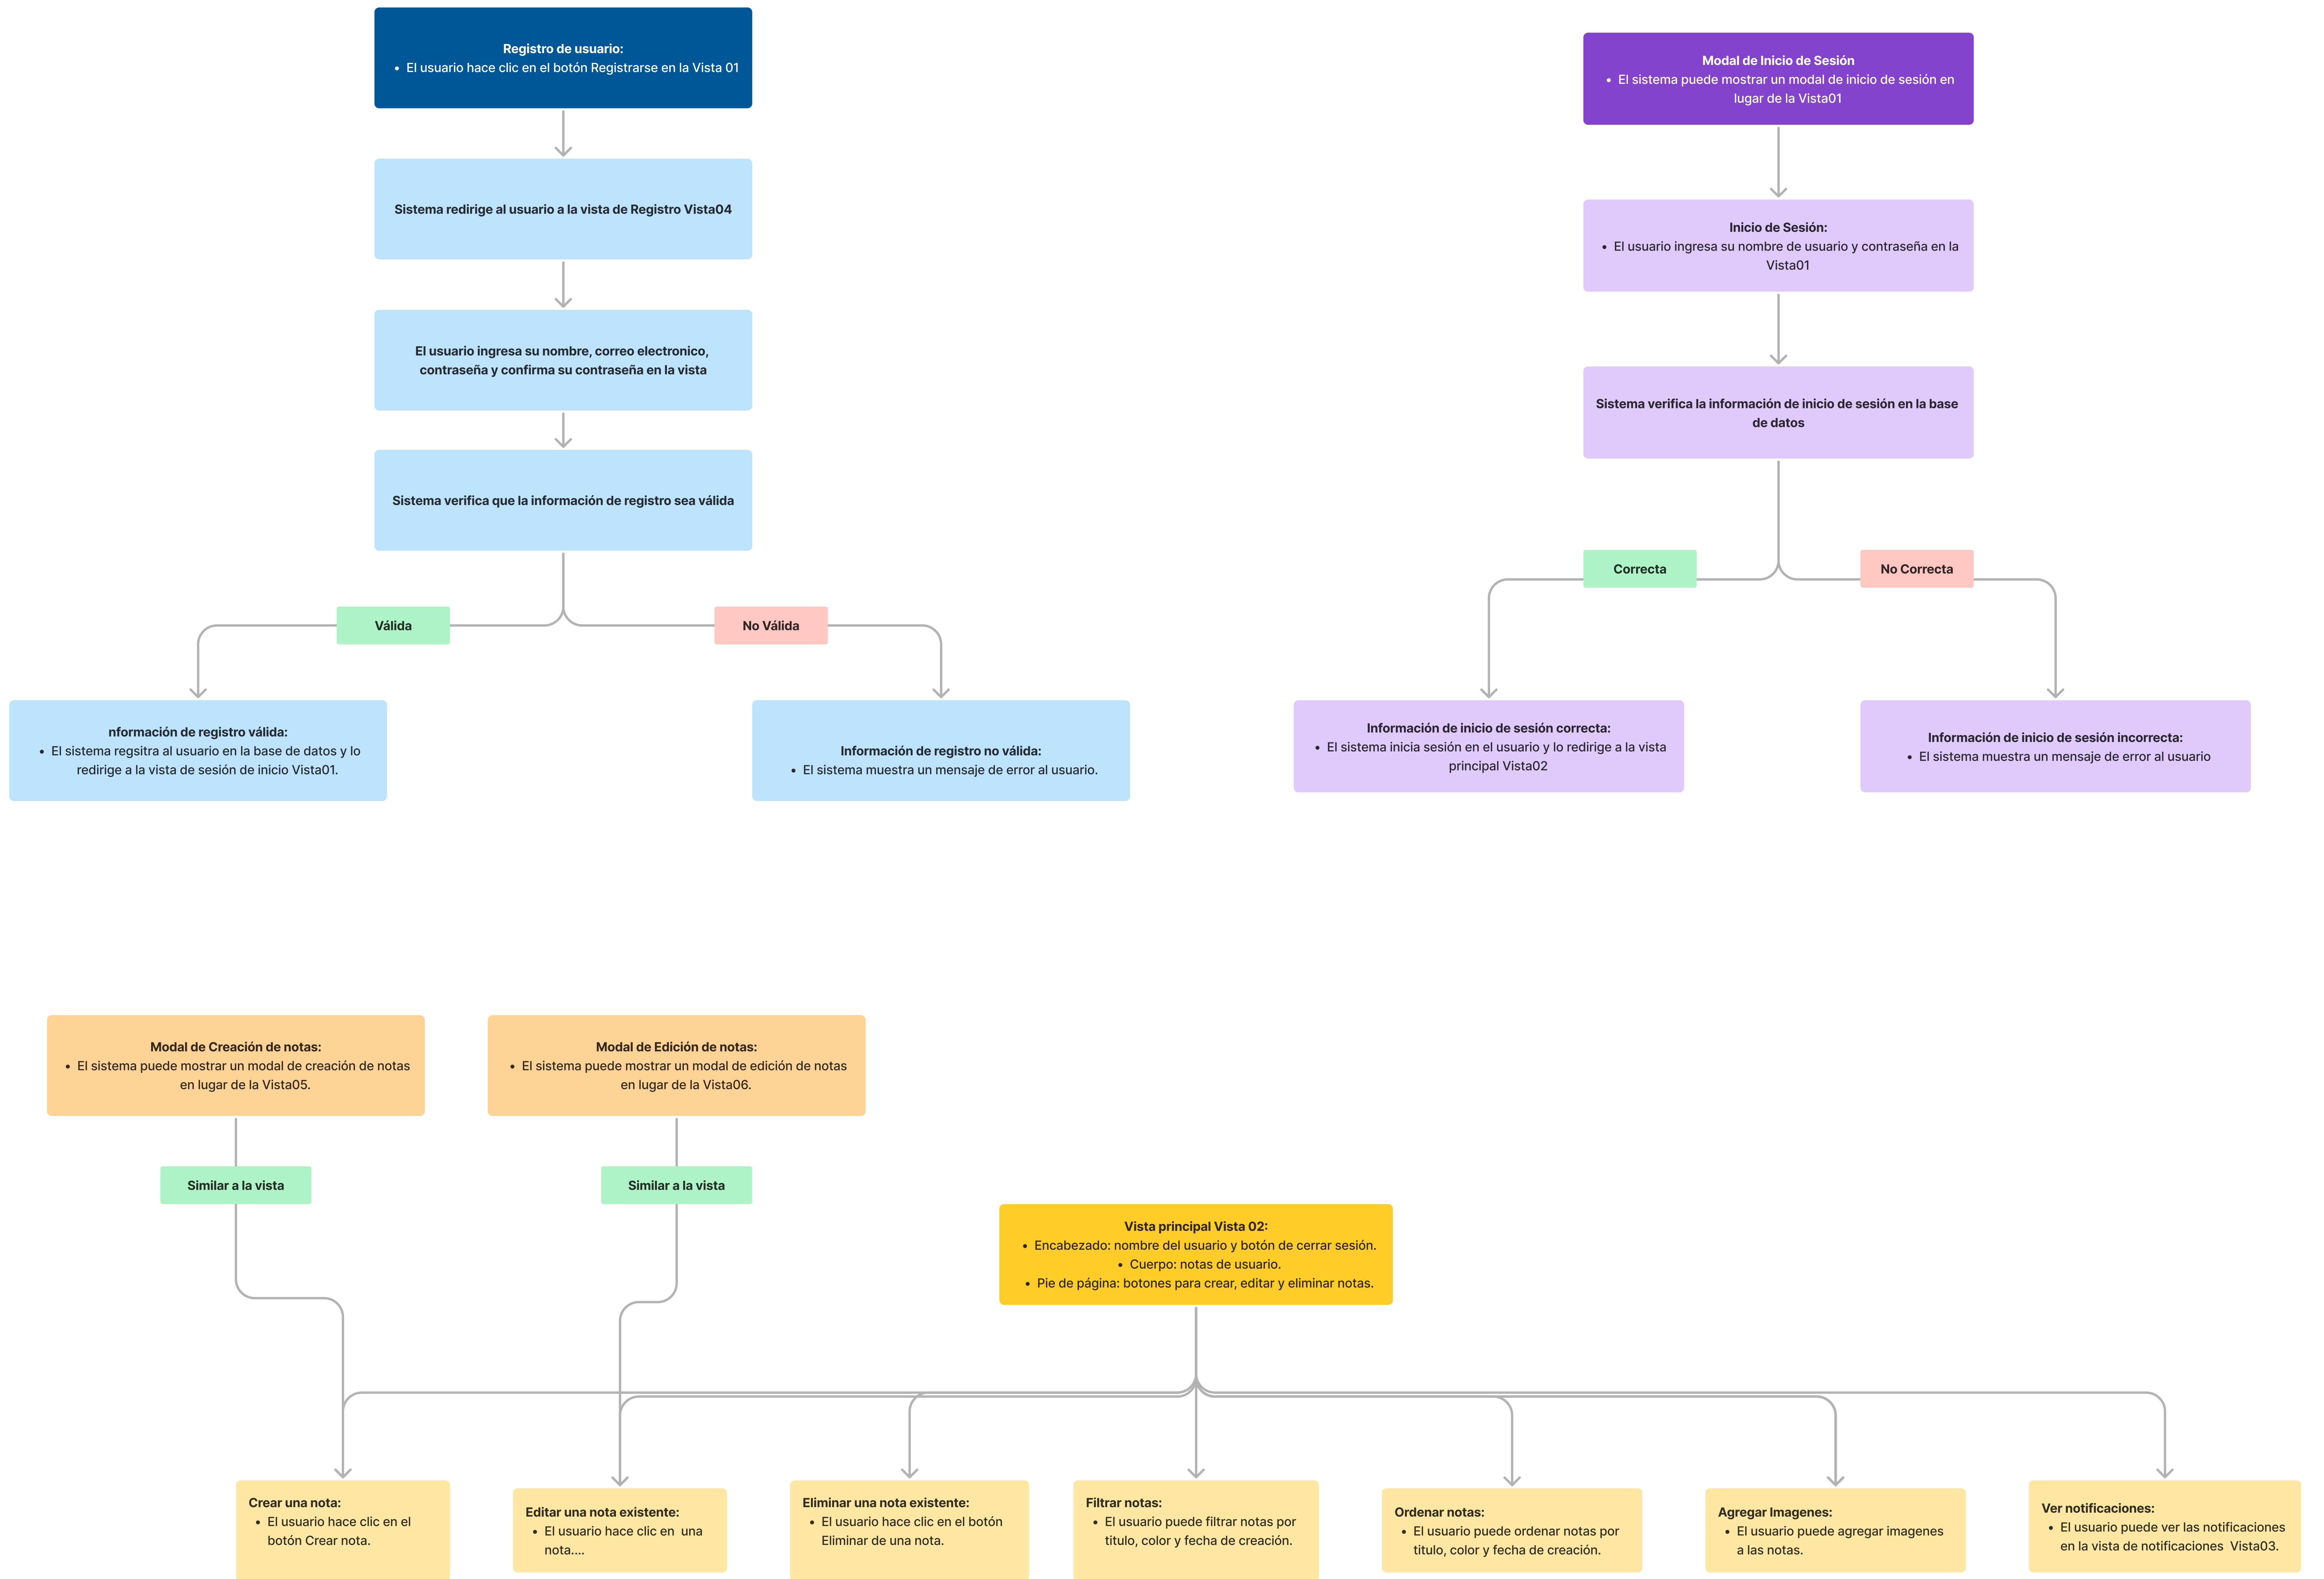 Registro de usuario:
• El usuario hace clic en el botón Registrarse en la Vista 01
Sistema redirige al usuario a la vista de Registro Vista04
El usuario ingresa su nombre, correo electronico,
contraseña y confirma su contraseña en la vista
Sistema verifica que la información de registro sea válida
Válida
No Válida
nformación de registro válida:
• El sistema regsitra al usuario en la base de datos y lo
redirige a la vista de sesión de inicio Vista01.
Información de registro no válida:
• El sistema muestra un mensaje de error al usuario.
Modal de Inicio de Sesión
• El sistema puede mostrar un modal de inicio de sesión en
lugar de la Vista01
Inicio de Sesión:
• El usuario ingresa su nombre de usuario y contraseña en la
Vista01
Sistema verifica la información de inicio de sesión en la base
de datos
Correcta
No Correcta
Información de inicio de sesión correcta:
• El sistema inicia sesión en el usuario y lo redirige a la vista
principal Vista02
Información de inicio de sesión incorrecta:
• El sistema muestra un mensaje de error al usuario
Modal de Creación de notas:
• El sistema puede mostrar un modal de creación de notas
en lugar de la Vista05.
Modal de Edición de notas:
• El sistema puede mostrar un modal de edición de notas
en lugar de la Vista06.
Similar a la vista
Similar a la vista
Vista principal Vista 02:
• Encabezado: nombre del usuario y botón de cerrar sesión.
• Cuerpo: notas de usuario.
• Pie de página: botones para crear, editar y eliminar notas.
Crear una nota:
• El usuario hace clic en el
botón Crear nota.
Editar una nota existente:
• El usuario hace clic en una
nota....
Eliminar una nota existente:
• El usuario hace clic en el botón
Eliminar de una nota.
Filtrar notas:
• El usuario puede filtrar notas por
titulo, color y fecha de creación.
Ordenar notas:
• El usuario puede ordenar notas por
titulo, color y fecha de creación.
Agregar Imagenes:
• El usuario puede agregar imagenes
a las notas.
Ver notificaciones:
• El usuario puede ver las notificaciones
en la vista de notificaciones Vista03.